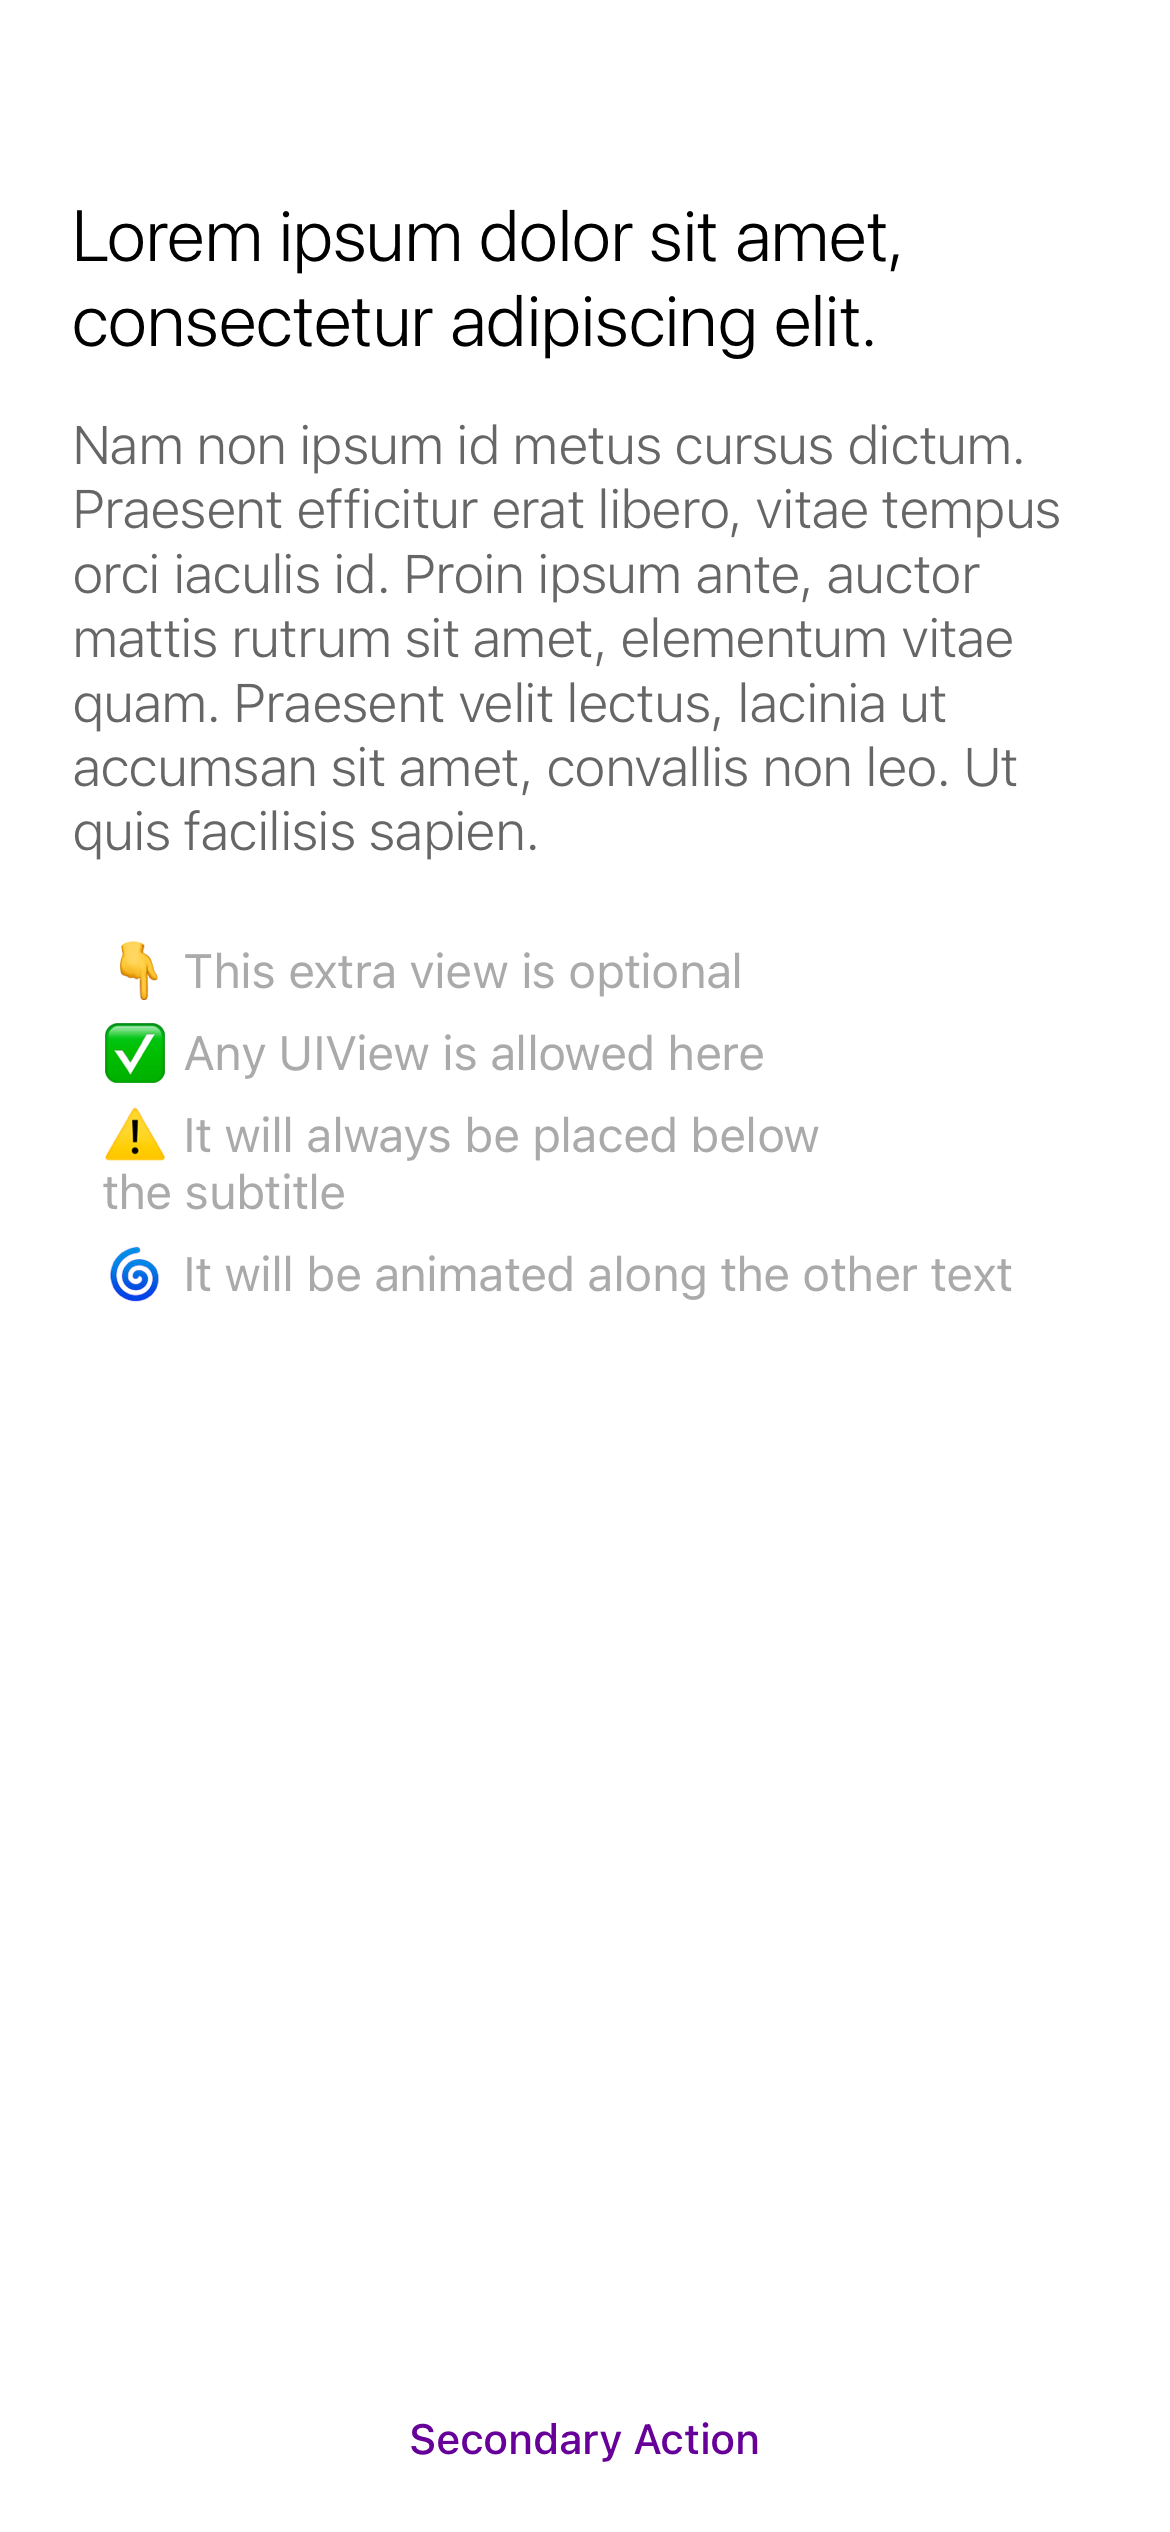 Lorem ipsum dolor sit amet,
consectetur adipiscing elit.
Nam non ipsum id metus cursus dictum.
Praesent efficitur erat libero, vitae tempus
orci iaculis id. Proin ipsum ante, auctor
mattis rutrum sit amet, elementum vitae
quam. Praesent velit lectus, lacinia ut
accumsan sit amet, convallis non leo. Ut
quis facilisis sapien.
👇 This extra view is optional
✅ Any UIView is allowed here
⚠️ It will always be placed below
the subtitle
🌀 It will be animated along the other text
Secondary Action